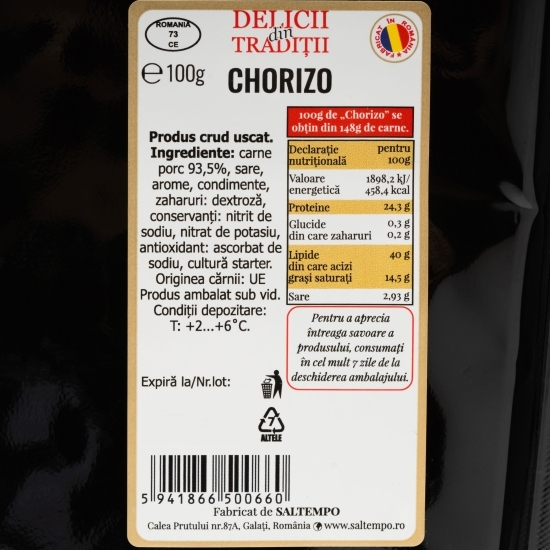 ROMANIA
73
CE
DELICII
din
TRADIȚII
FABRICAT ÎN ROMÂNIA
e 100g
CHORIZO
Produs crud uscat.
Ingrediente: carne
porc 93,5%, sare,
arome, condimente,
zaharuri: dextroză,
conservanți: nitrit de
sodiu, nitrat de potasiu,
antioxidant: ascorbat de
sodiu, cultură starter.
Originea cărnii: UE
Produs ambalat sub vid.
Condiții depozitare:
T: +2...+6°C.
100g de „Chorizo” se
obțin din 148g de carne.
Declarație nutrițională pentru 100g
Valoare energetică 1898,2 kJ/ 458,4 kcal
Proteine 24,3 g
Glucide 0,3 g
din care zaharuri 0,2 g
Lipide 40 g
din care acizi
grași saturați 14,5 g
Sare 2,93 g
Pentru a aprecia
întreaga savoare a
produsului, consumați
în cel mult 7 zile de la
deschiderea ambalajului.
Expiră la/Nr.lot:
7
ALTELE
5 941866 500660
Fabricat de SALTEMPO
Calea Prutului nr.87A, Galați, România www.saltempo.ro